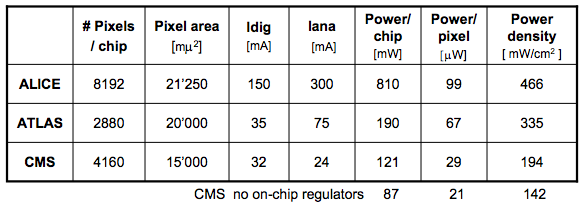 # Pixels / chip Pixel area [mµ²] Idig [mA] Iana [mA] Power/ chip [mW] Power/ pixel [µW] Power density [ mW/cm² ]
ALICE 8192 21'250 150 300 810 99 466
ATLAS 2880 20'000 35 75 190 67 335
CMS 4160 15'000 32 24 121 29 194
CMS no on-chip regulators 87 21 142